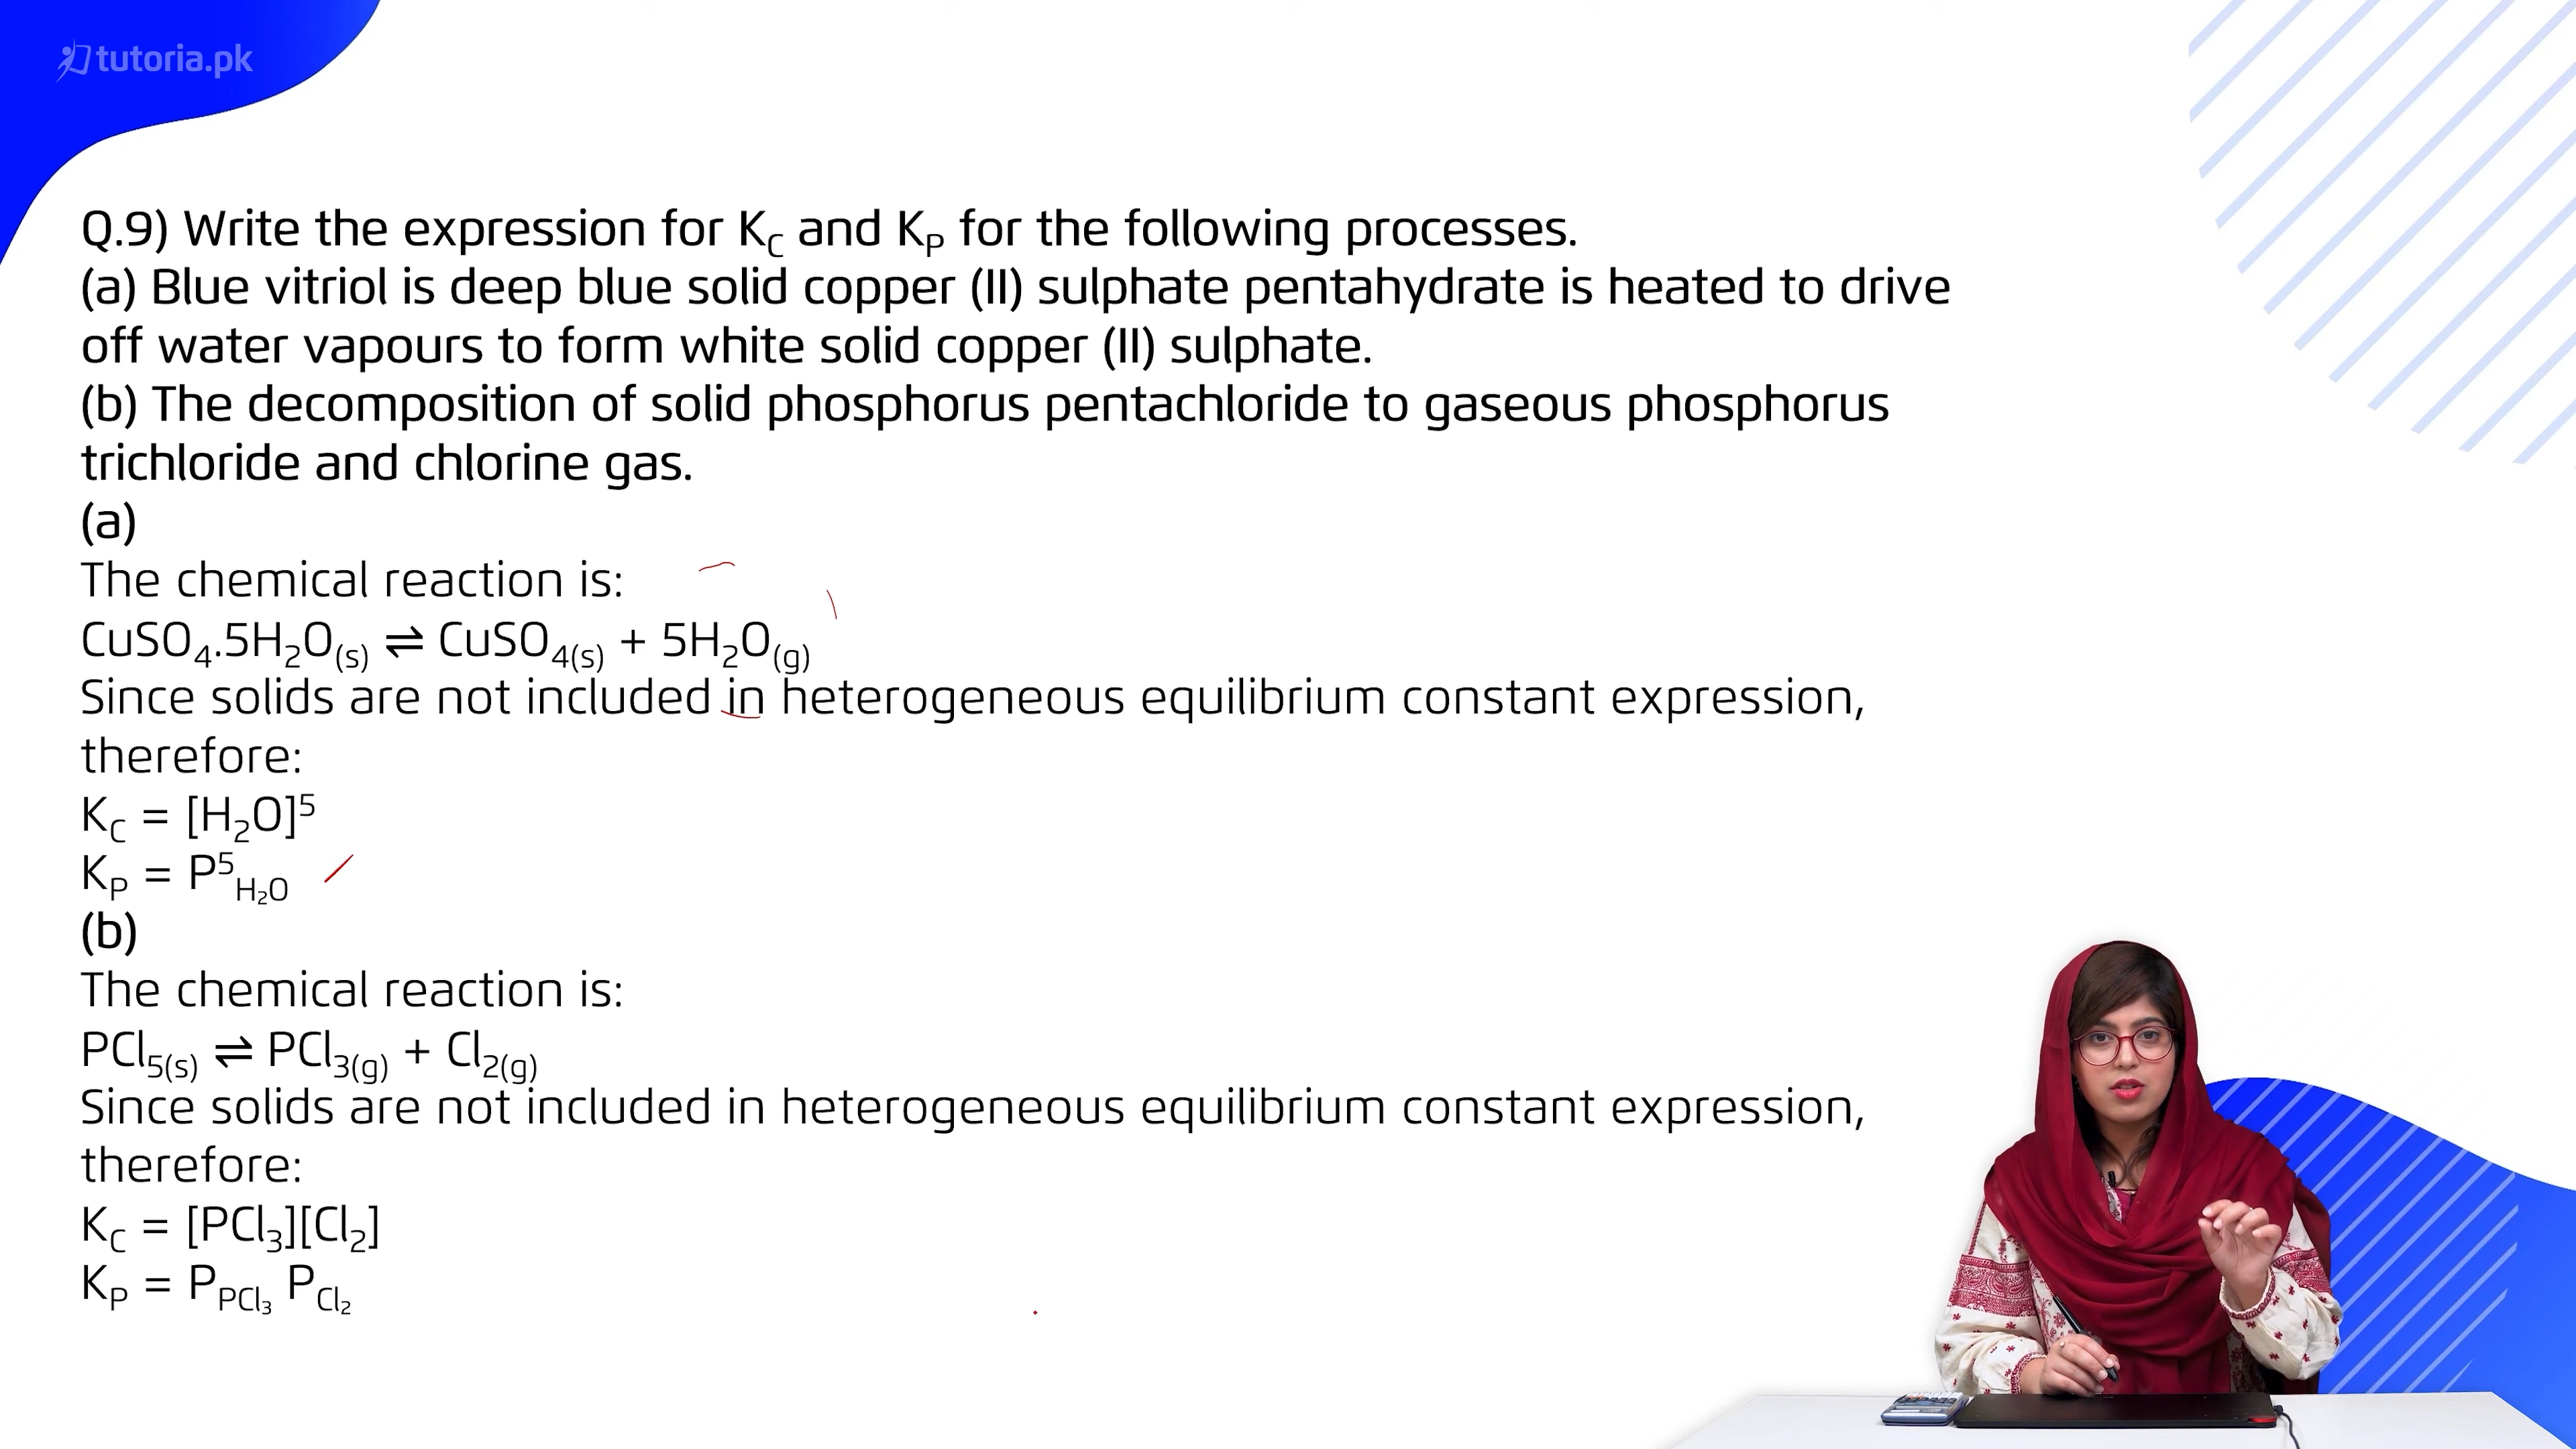 tutoria.pk
Q.9) Write the expression for K_C and K_P for the following processes.
(a) Blue vitriol is deep blue solid copper (II) sulphate pentahydrate is heated to drive
off water vapours to form white solid copper (II) sulphate.
(b) The decomposition of solid phosphorus pentachloride to gaseous phosphorus
trichloride and chlorine gas.
(a)
The chemical reaction is:
CuSO₄.5H₂O(s) ⇌ CuSO₄(s) + 5H₂O(g)
Since solids are not included in heterogeneous equilibrium constant expression,
therefore:
K_C = [H₂O]⁵
K_P = P⁵_H₂O
(b)
The chemical reaction is:
PCl₅(s) ⇌ PCl₃(g) + Cl₂(g)
Since solids are not included in heterogeneous equilibrium constant expression,
therefore:
K_C = [PCl₃][Cl₂]
K_P = P_PCl₃ P_Cl₂